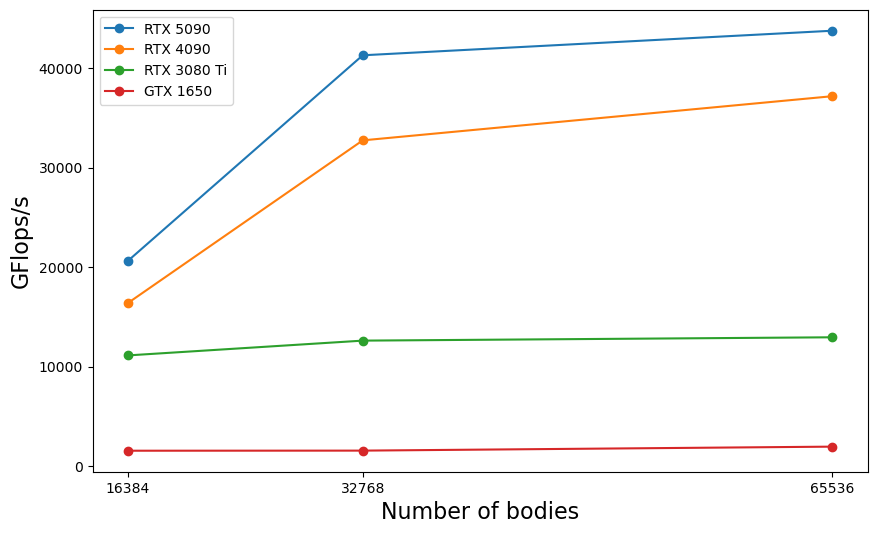 RTX 5090
RTX 4090
RTX 3080 Ti
GTX 1650
GFlops/s
40000
30000
20000
10000
0
16384
32768
65536
Number of bodies